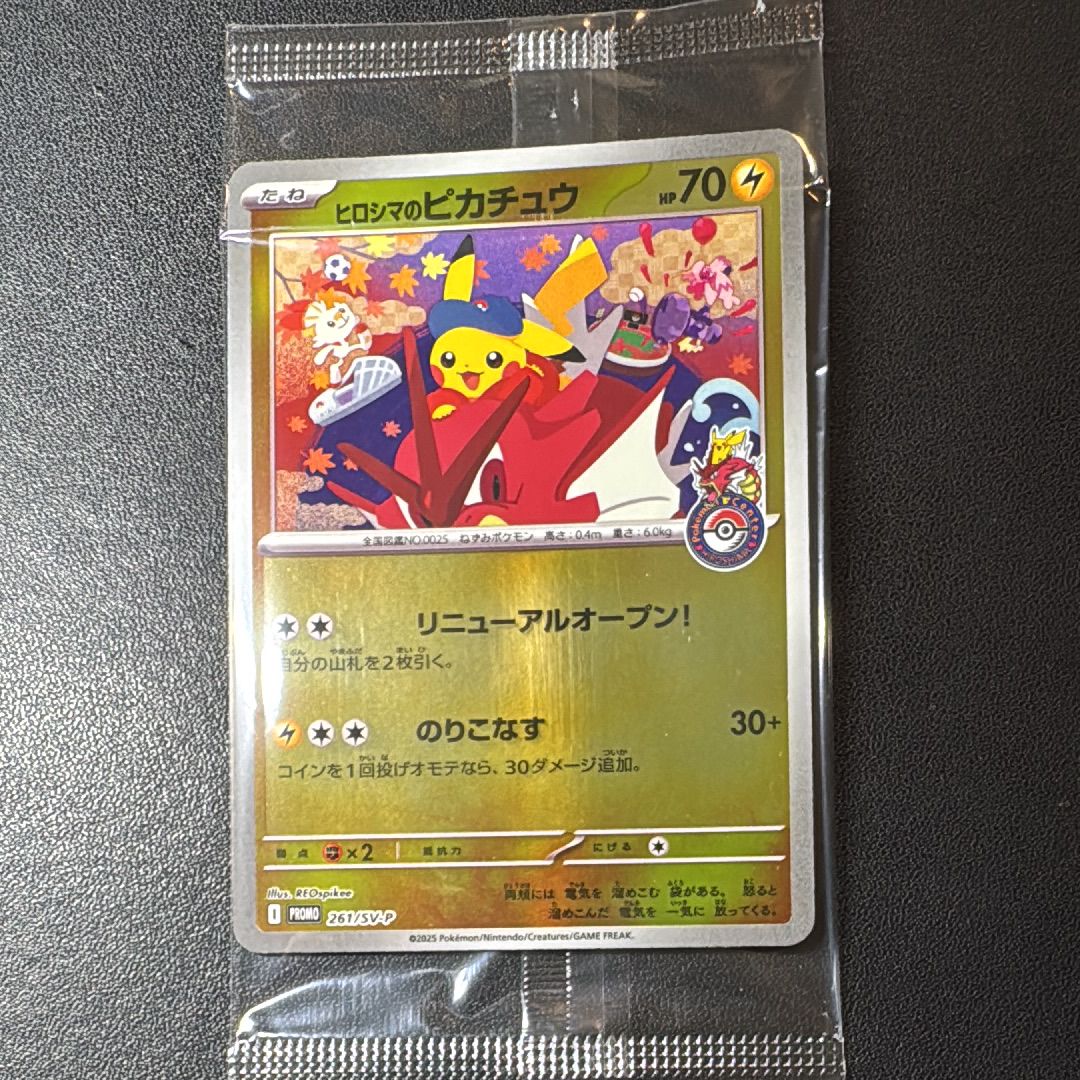 たね
ヒロシマのピカチュウ
HP70
全国図鑑NO.0025 ねずみポケモン 高さ:0.4m 重さ:6.0kg
Pokémon Center
リニューアルオープン!
自分の山札を2枚引く。
のりこなす 30+
コインを1回投げオモテなら、30ダメージ追加。
弱点 ×2 抵抗力 にげる
Illus. REOspikee
両頬には 電気を 溜めこむ 袋がある。 怒ると
I PROMO 261/SV-P
溜めこんだ 電気を 一気に 放ってくる。
©2025 Pokémon/Nintendo/Creatures/GAME FREAK.